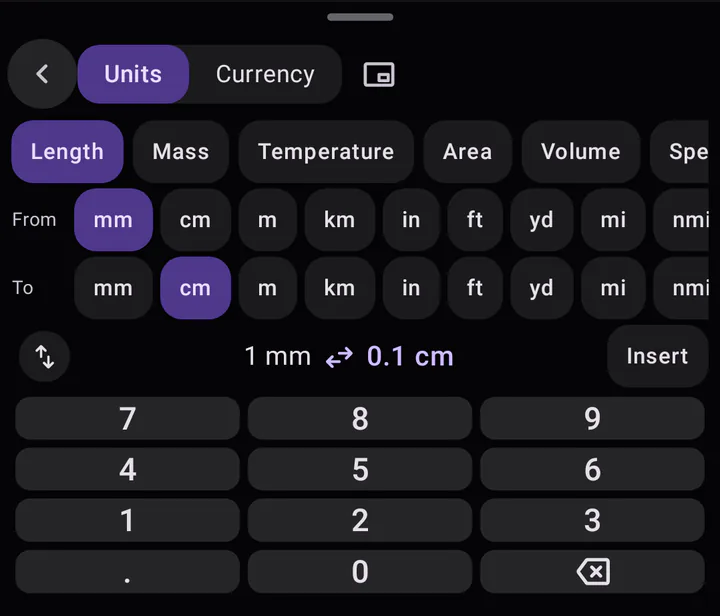 Units Currency
Length Mass Temperature Area Volume Spe
From mm cm m km in ft yd mi nmi
To mm cm m km in ft yd mi nmi
1 mm 0.1 cm Insert
7 8 9
4 5 6
1 2 3
. 0